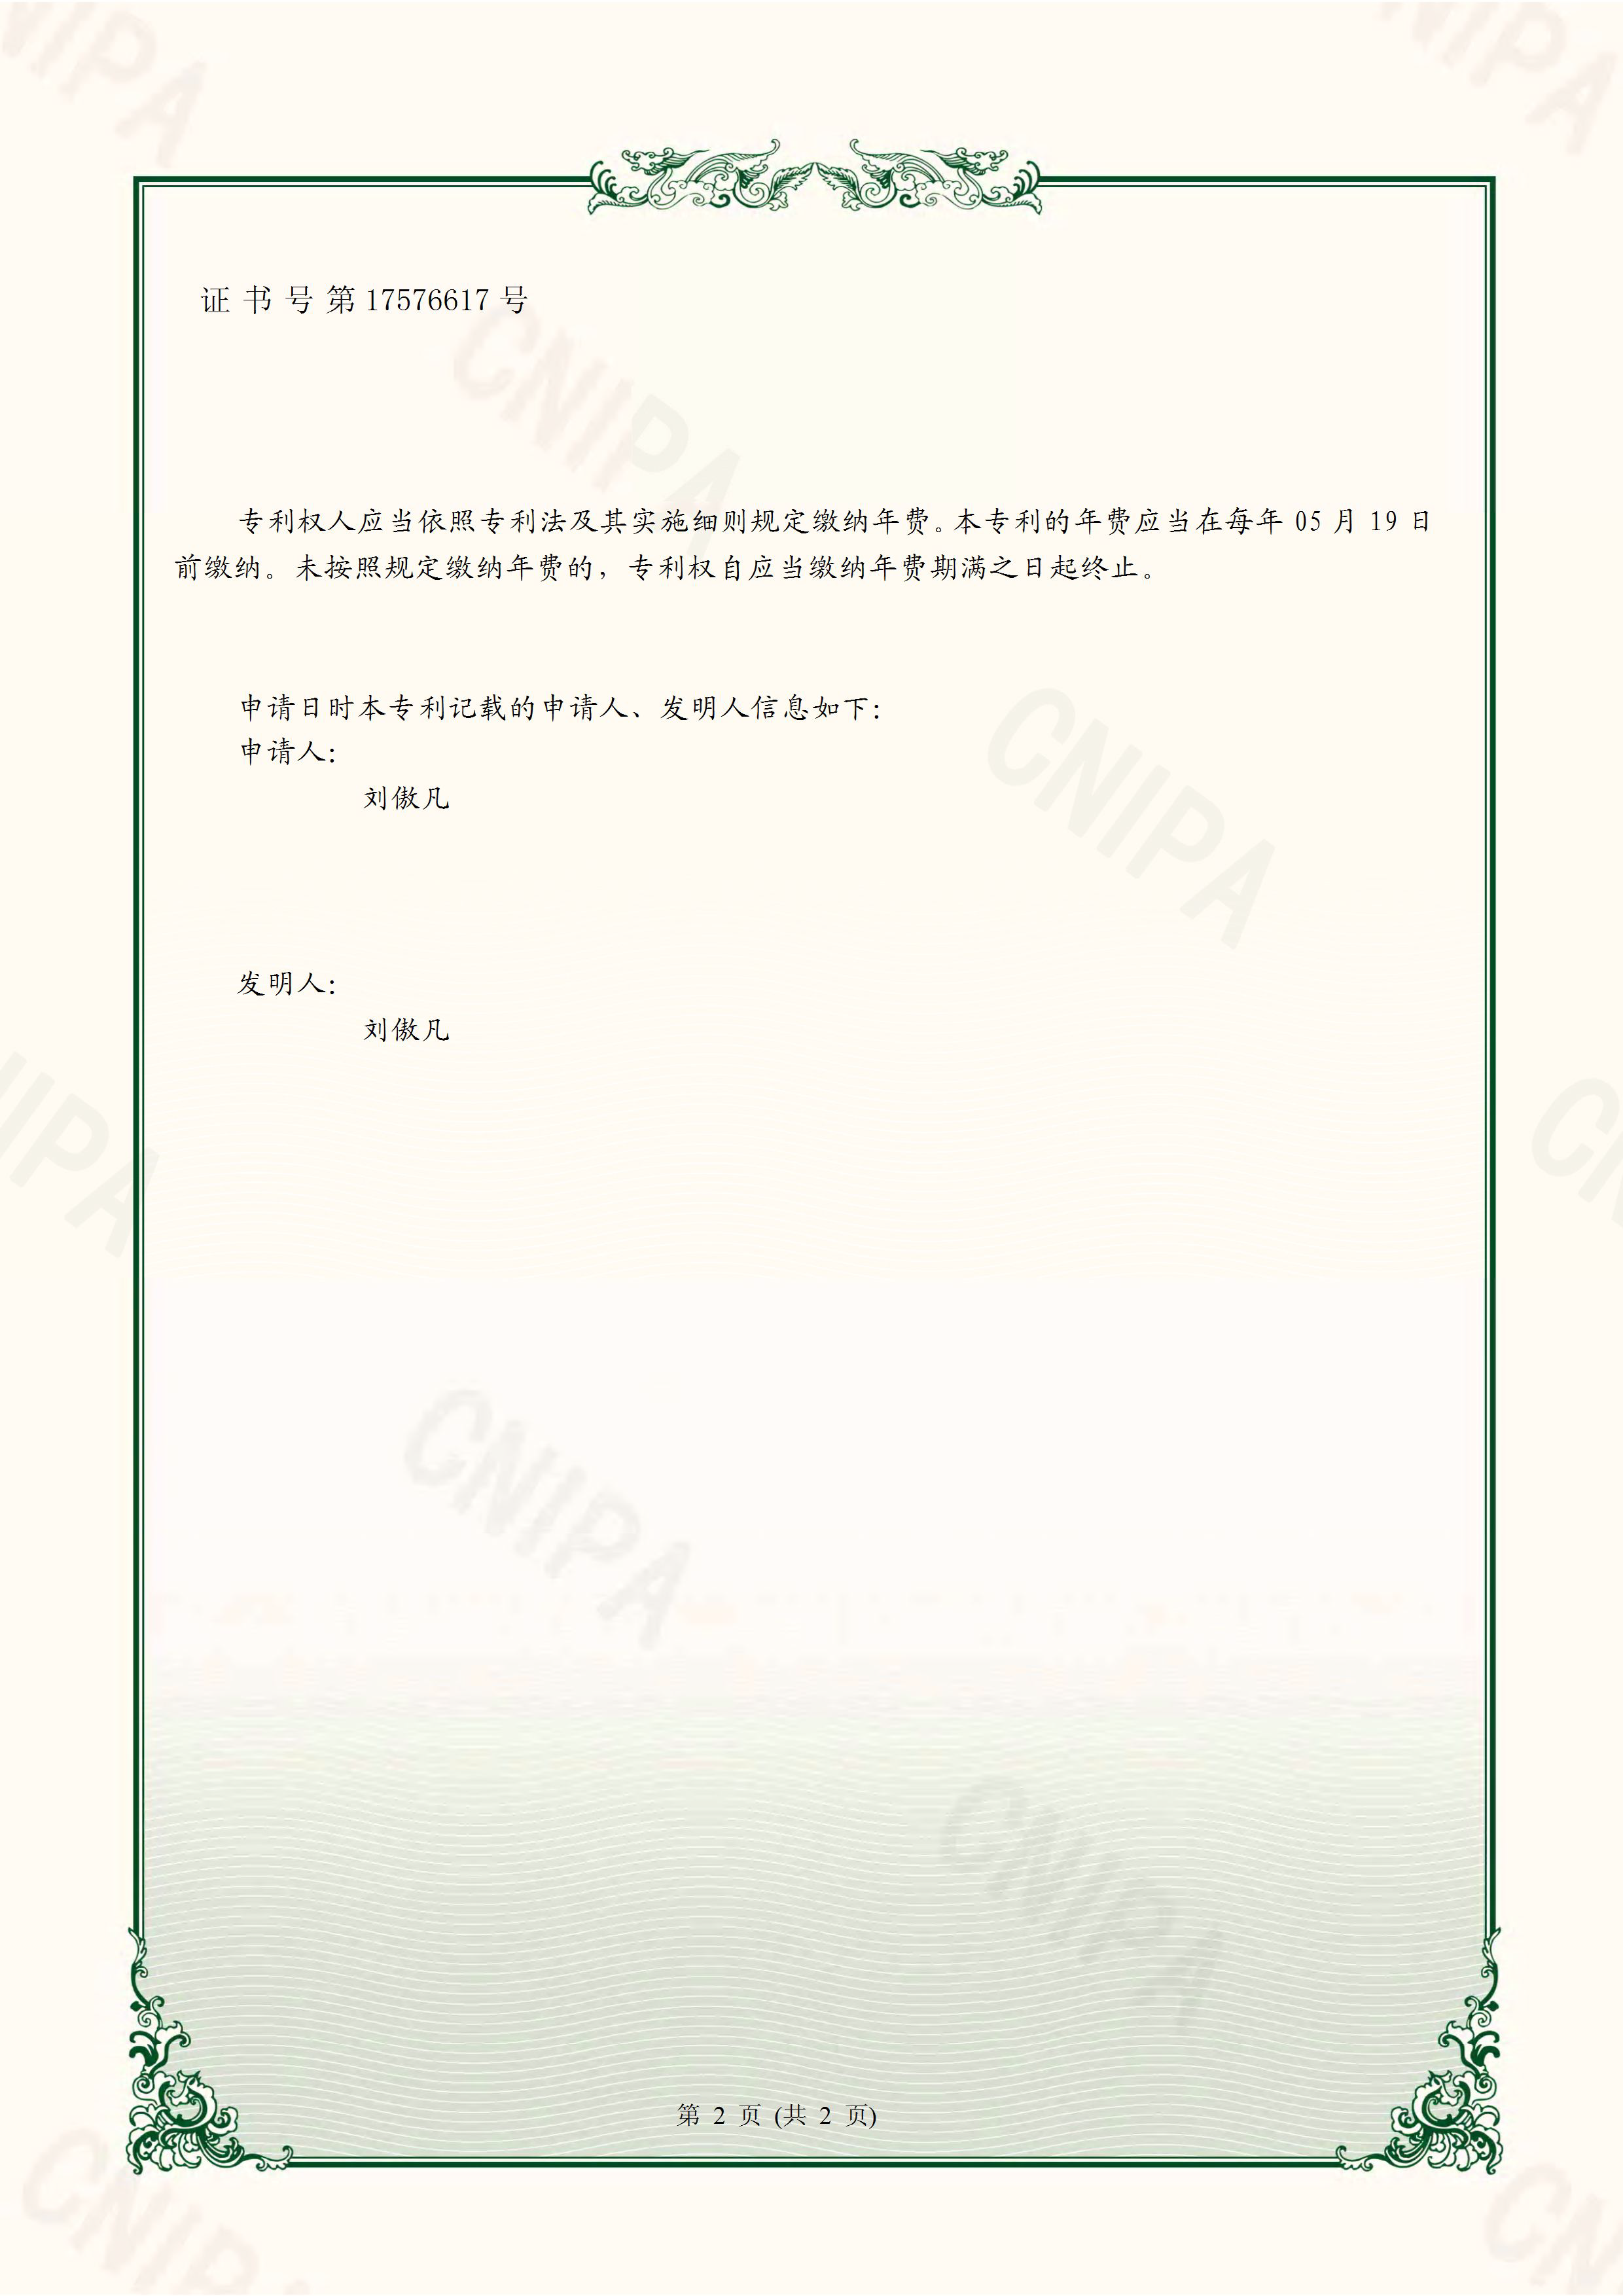 证书号第17576617号
专利权人应当依照专利法及其实施细则规定缴纳年费。本专利的年费应当在每年 05 月 19 日
前缴纳。未按照规定缴纳年费的，专利权自应当缴纳年费期满之日起终止。
申请日时本专利记载的申请人、发明人信息如下：
申请人：
刘傲凡
发明人：
刘傲凡
第 2 页 (共 2 页)
CNIPA
CNIPA
CNIPA
CNIPA